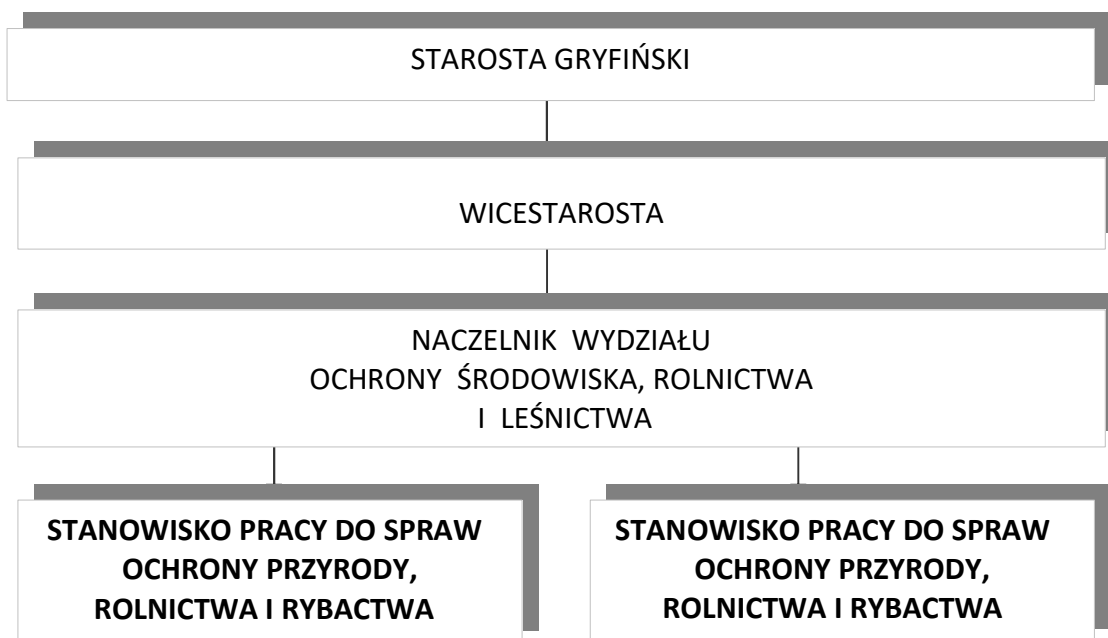 STAROSTA GRYFIŃSKI
WICESTAROSTA
NACZELNIK WYDZIAŁU
OCHRONY ŚRODOWISKA, ROLNICTWA
I LEŚNICTWA
STANOWISKO PRACY DO SPRAW
OCHRONY PRZYRODY,
ROLNICTWA I RYBACTWA
STANOWISKO PRACY DO SPRAW
OCHRONY PRZYRODY,
ROLNICTWA I RYBACTWA